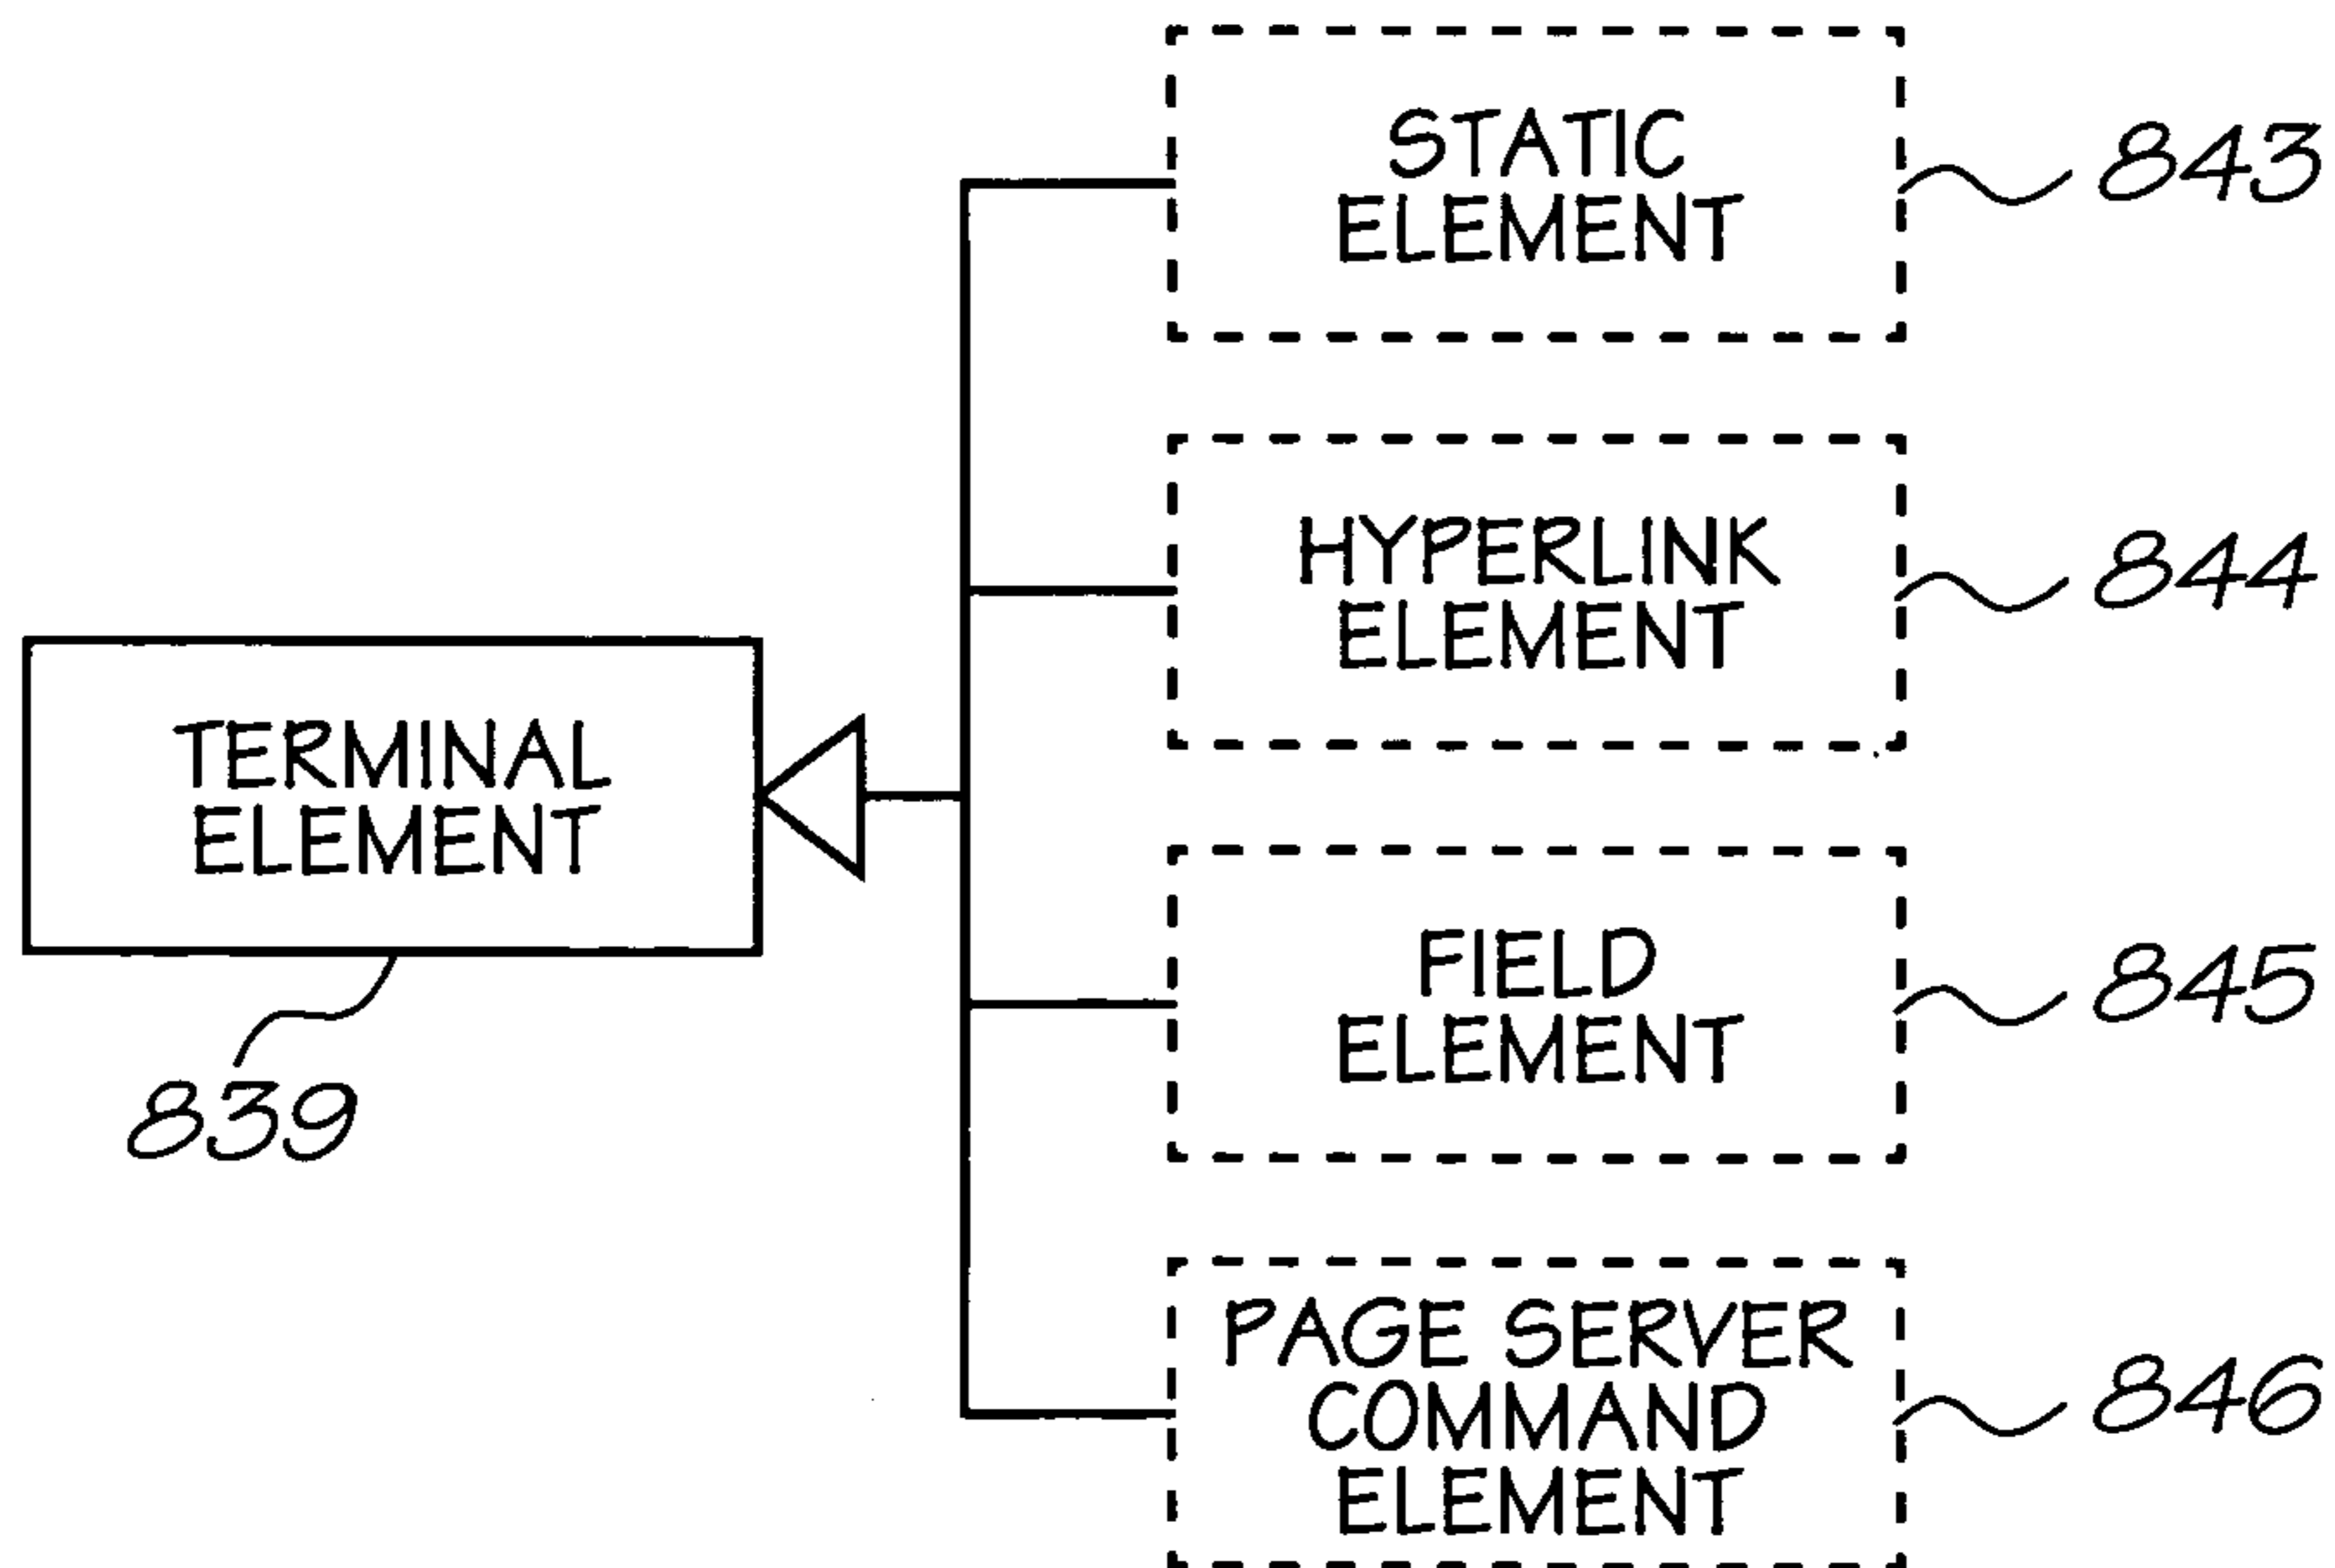 STATIC
ELEMENT
843
HYPERLINK
ELEMENT
844
TERMINAL
ELEMENT
839
FIELD
ELEMENT
845
PAGE SERVER
COMMAND
ELEMENT
846